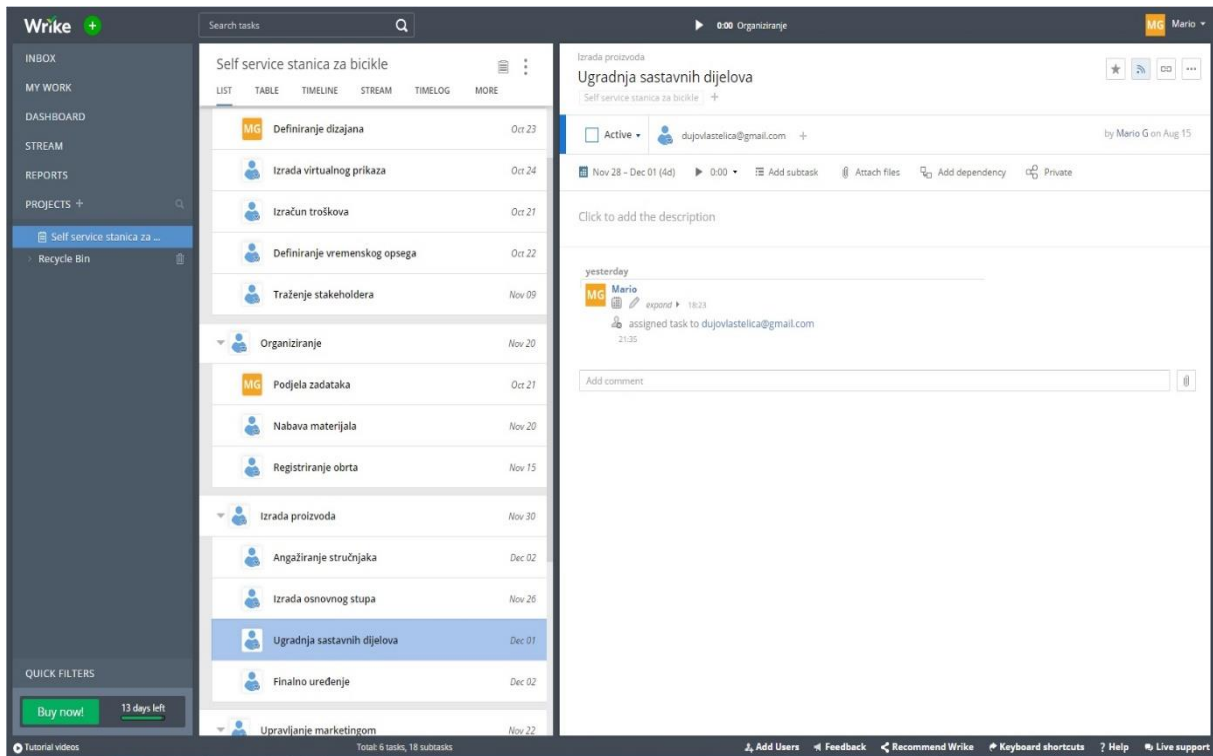 Wrike +
Search tasks
0:00 Organiziranje
MG Mario
INBOX
MY WORK
DASHBOARD
STREAM
REPORTS
PROJECTS +
Self service stanica za ...
Recycle Bin
QUICK FILTERS
Buy now! 13 days left
Self service stanica za bicikle
LIST TABLE TIMELINE STREAM TIMELOG MORE
MG Definiranje dizajna Oct 23
Izrada virtualnog prikaza Oct 24
Izračun troškova Oct 21
Definiranje vremenskog opsega Oct 22
Traženje stakeholdera Nov 09
Organiziranje Nov 20
MG Podjela zadataka Oct 21
Nabava materijala Nov 20
Registriranje obrta Nov 15
Izrada proizvoda Nov 30
Angažiranje stručnjaka Dec 02
Izrada osnovnog stupa Nov 26
Ugradnja sastavnih dijelova Dec 01
Finalno uređenje Dec 02
Upravljanje marketingom Nov 22
Izrada proizvoda
Ugradnja sastavnih dijelova
Self service stanica za bicikle +
Active dujovlastelica@gmail.com + by Mario G on Aug 15
Nov 28 – Dec 01 (4d) 0:00 Add subtask Attach files Add dependency Private
Click to add the description
yesterday
MG Mario
expand 18:23
assigned task to dujovlastelica@gmail.com
21:35
Add comment
Tutorial videos Total: 6 tasks, 18 subtasks Add Users Feedback Recommend Wrike Keyboard shortcuts ? Help Live support